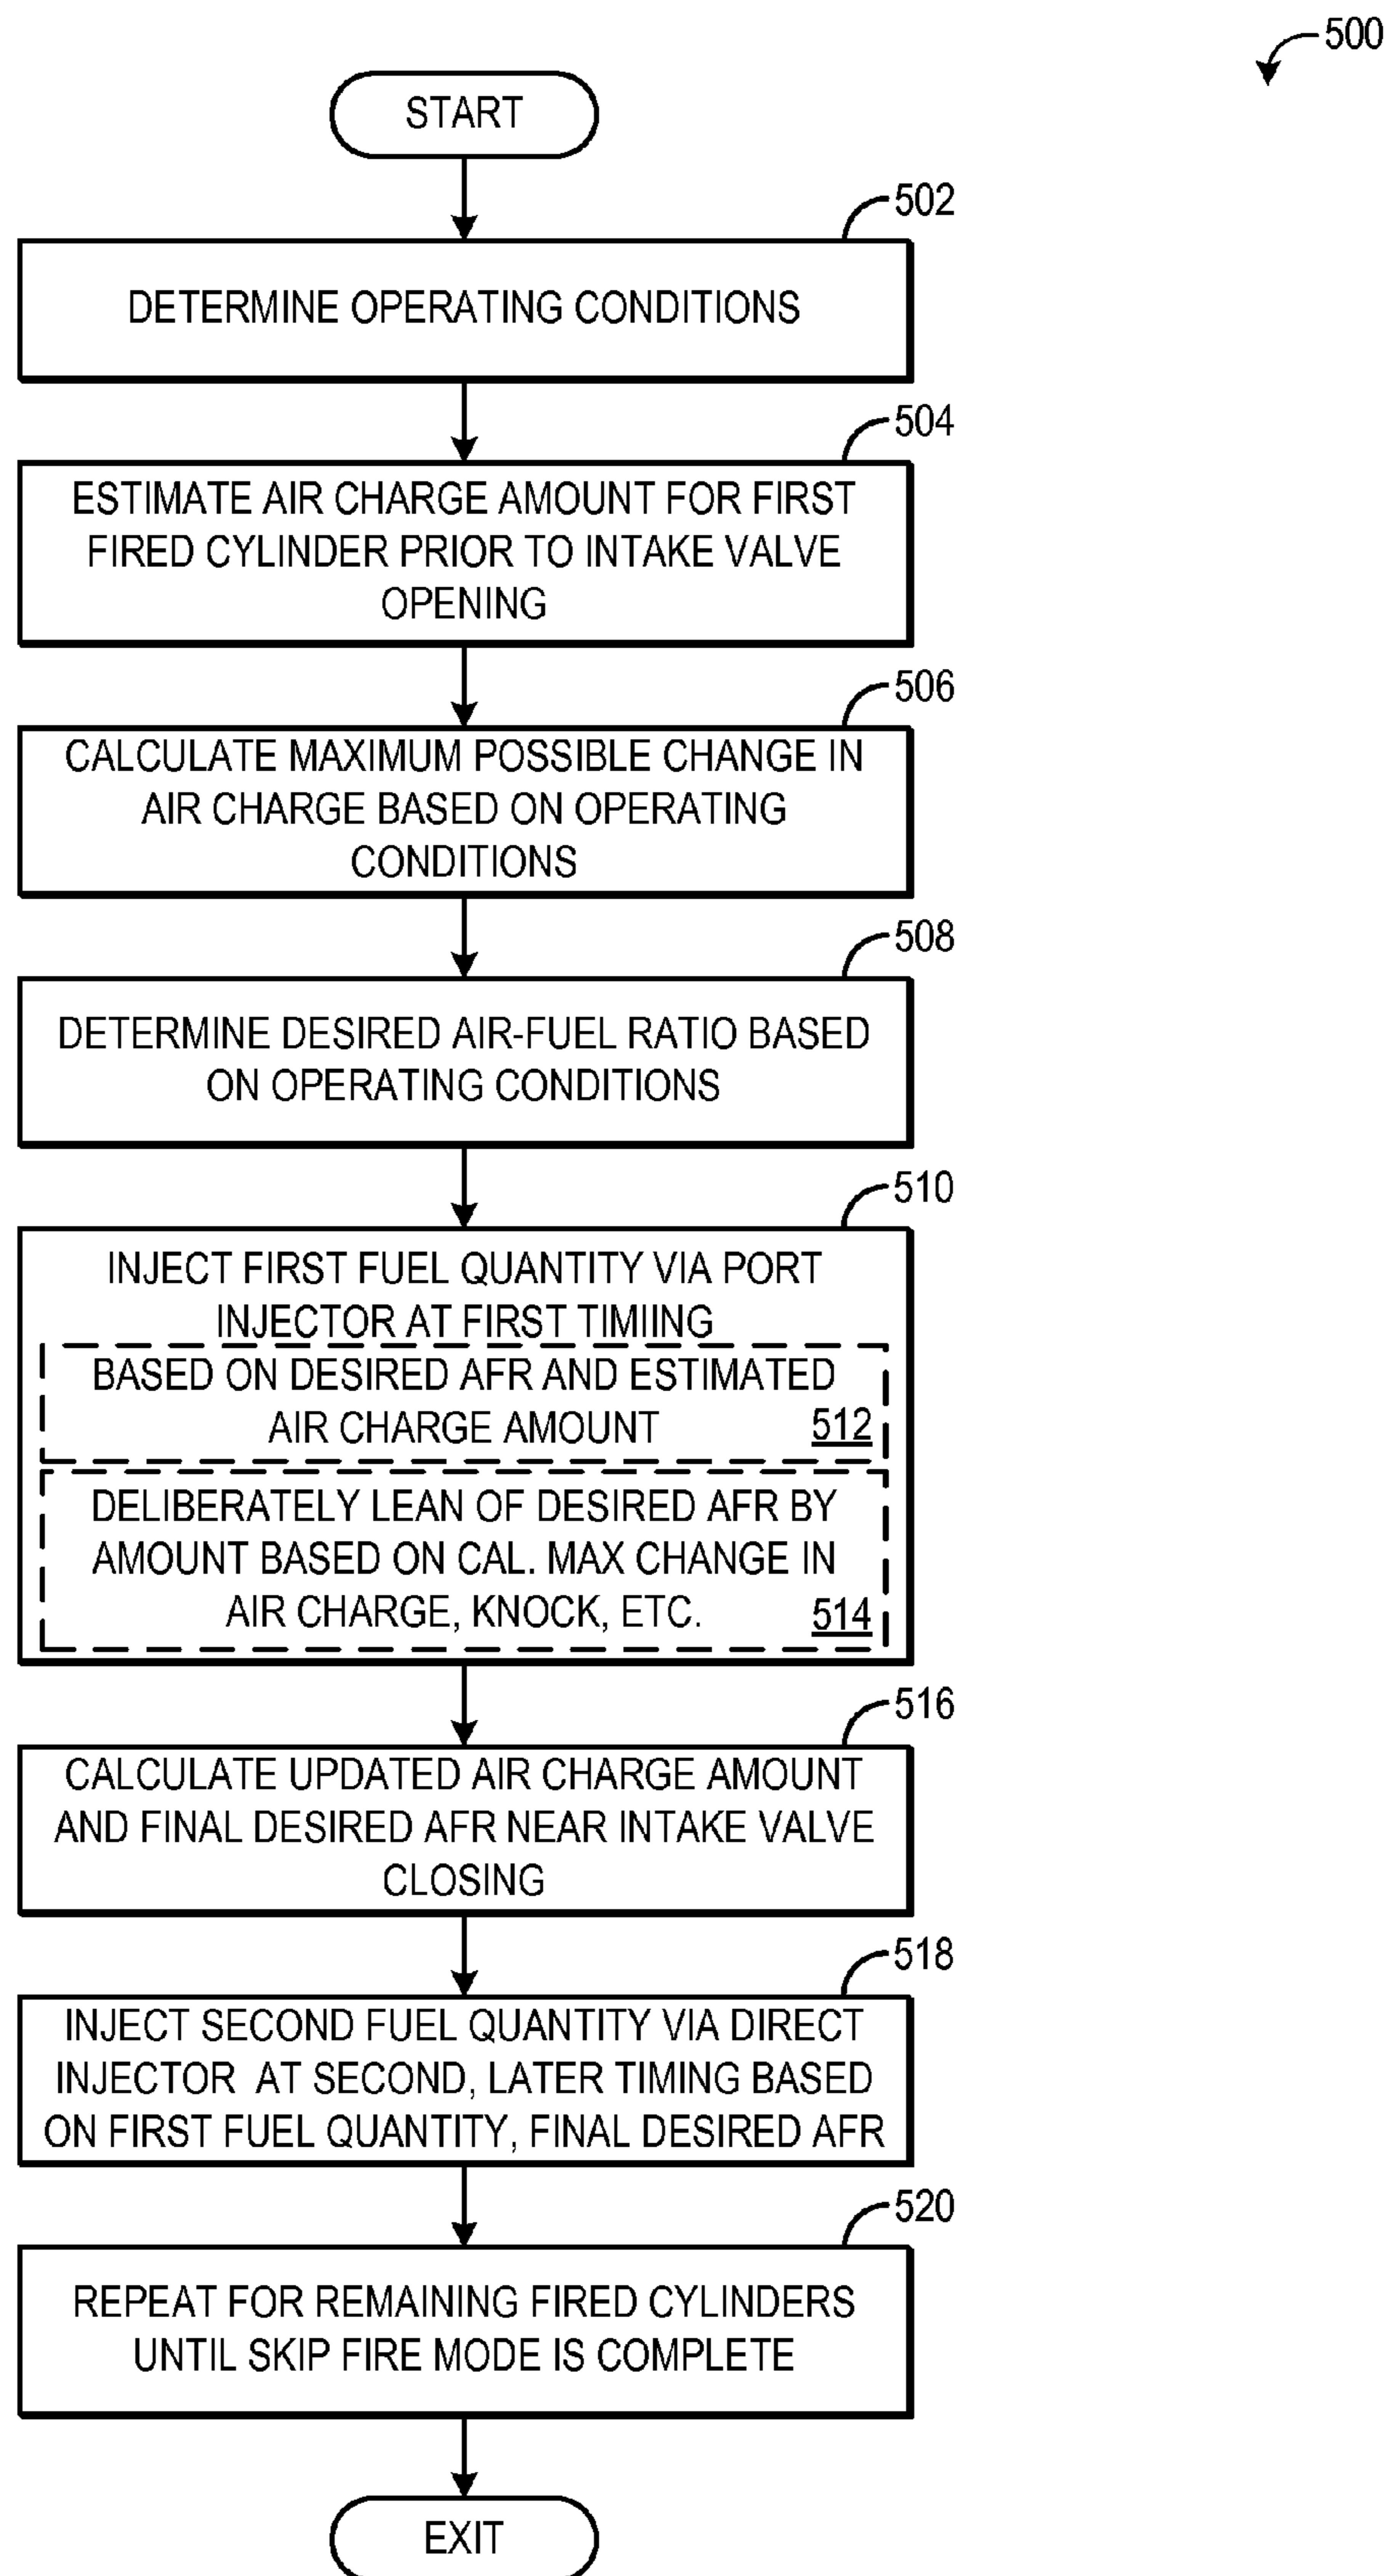 500
START
502
DETERMINE OPERATING CONDITIONS
504
ESTIMATE AIR CHARGE AMOUNT FOR FIRST
FIRED CYLINDER PRIOR TO INTAKE VALVE
OPENING
506
CALCULATE MAXIMUM POSSIBLE CHANGE IN
AIR CHARGE BASED ON OPERATING
CONDITIONS
508
DETERMINE DESIRED AIR-FUEL RATIO BASED
ON OPERATING CONDITIONS
510
INJECT FIRST FUEL QUANTITY VIA PORT
INJECTOR AT FIRST TIMIING
BASED ON DESIRED AFR AND ESTIMATED
AIR CHARGE AMOUNT 512
DELIBERATELY LEAN OF DESIRED AFR BY
AMOUNT BASED ON CAL. MAX CHANGE IN
AIR CHARGE, KNOCK, ETC. 514
516
CALCULATE UPDATED AIR CHARGE AMOUNT
AND FINAL DESIRED AFR NEAR INTAKE VALVE
CLOSING
518
INJECT SECOND FUEL QUANTITY VIA DIRECT
INJECTOR AT SECOND, LATER TIMING BASED
ON FIRST FUEL QUANTITY, FINAL DESIRED AFR
520
REPEAT FOR REMAINING FIRED CYLINDERS
UNTIL SKIP FIRE MODE IS COMPLETE
EXIT